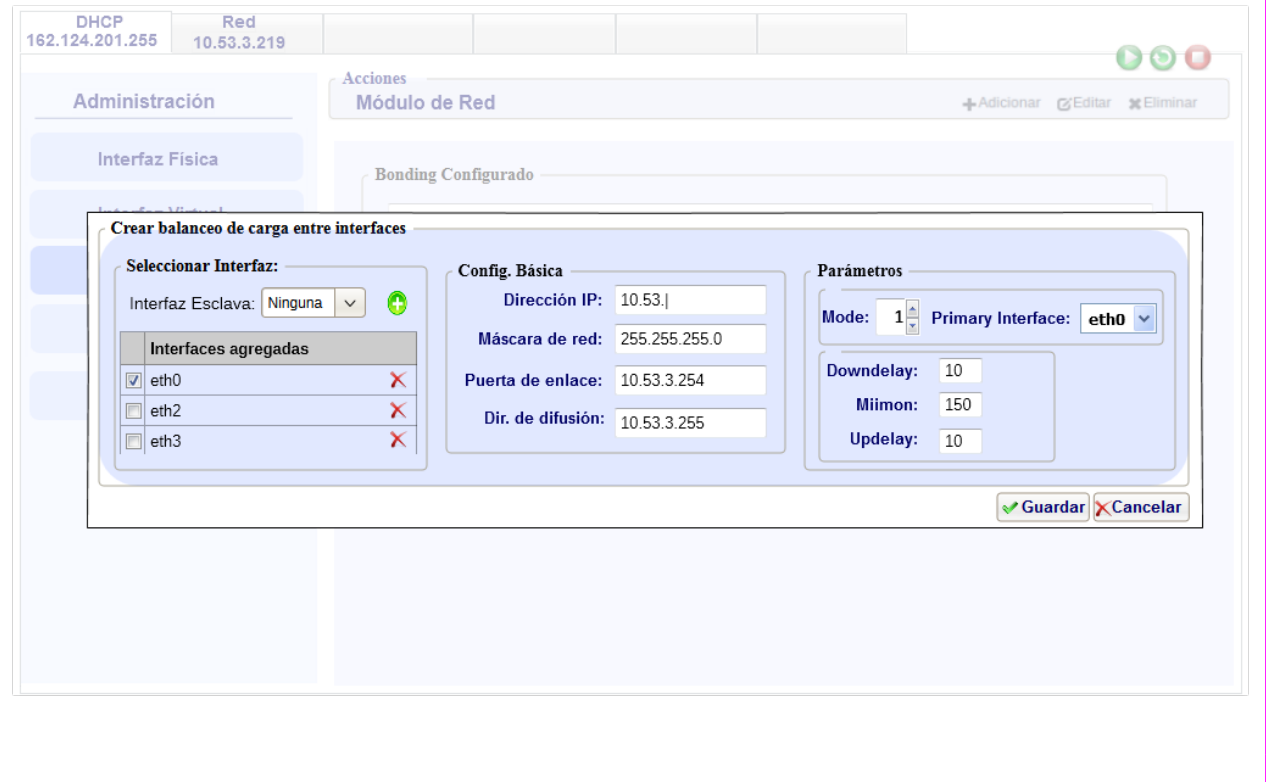 DHCP
162.124.201.255
Red
10.53.3.219
Administración
Interfaz Física
Interfaz Virtual
Acciones
Módulo de Red
Adicionar Editar Eliminar
Bonding Configurado
Crear balanceo de carga entre interfaces
Seleccionar Interfaz:
Interfaz Esclava: Ninguna
Interfaces agregadas
eth0
eth2
eth3
Config. Básica
Dirección IP: 10.53.
Máscara de red: 255.255.255.0
Puerta de enlace: 10.53.3.254
Dir. de difusión: 10.53.3.255
Parámetros
Mode: 1 Primary Interface: eth0
Downdelay: 10
Miimon: 150
Updelay: 10
Guardar Cancelar